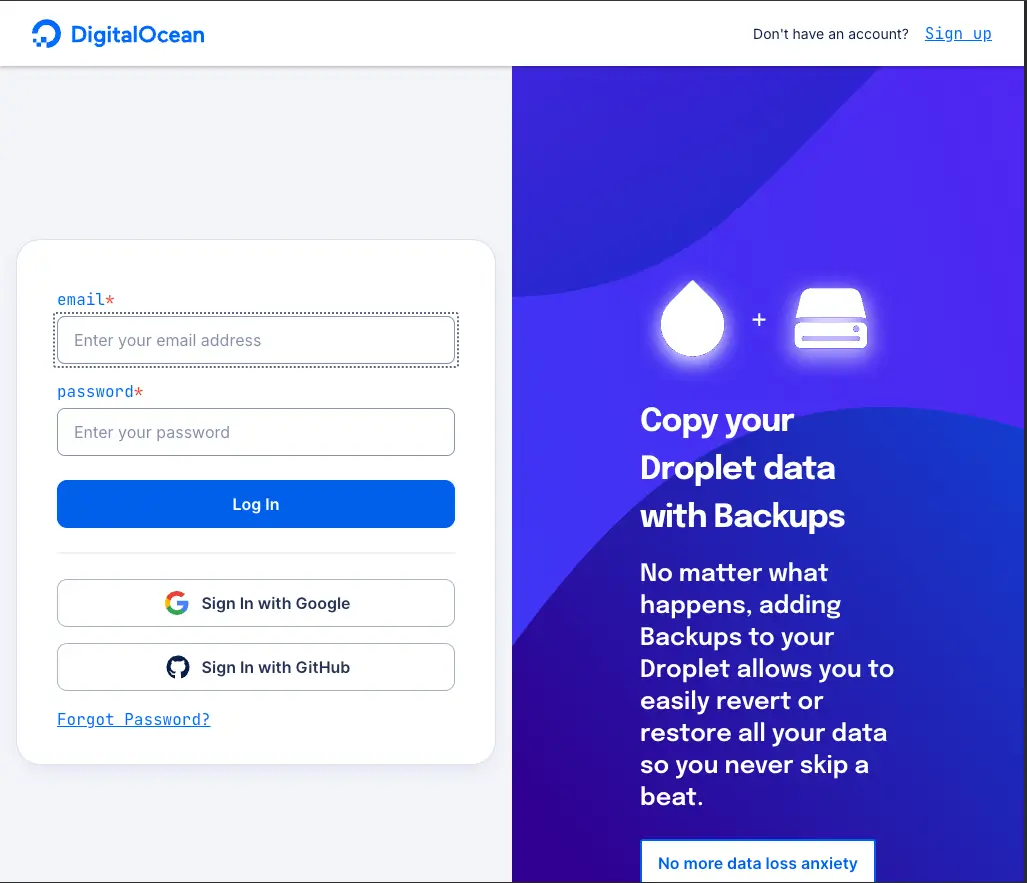 DigitalOcean
Don't have an account? Sign up
email*
Enter your email address
password*
Enter your password
Log In
Sign In with Google
Sign In with GitHub
Forgot Password?
+
Copy your
Droplet data
with Backups
No matter what
happens, adding
Backups to your
Droplet allows you to
easily revert or
restore all your data
so you never skip a
beat.
No more data loss anxiety